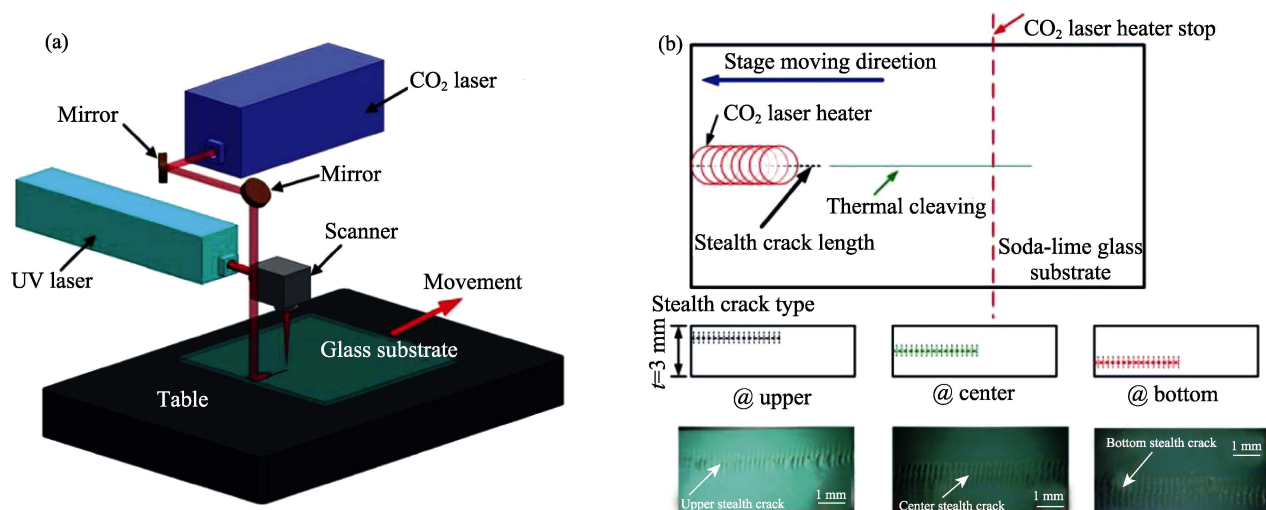 (a)
CO₂ laser
Mirror
Mirror
Scanner
UV laser
Movement
Glass substrate
Table
(b)
CO₂ laser heater stop
Stage moving direction
CO₂ laser heater
Thermal cleaving
Stealth crack length
Soda-lime glass
substrate
Stealth crack type
t=3 mm
@ upper
@ center
@ bottom
Upper stealth crack
1 mm
Center stealth crack
1 mm
Bottom stealth crack
1 mm